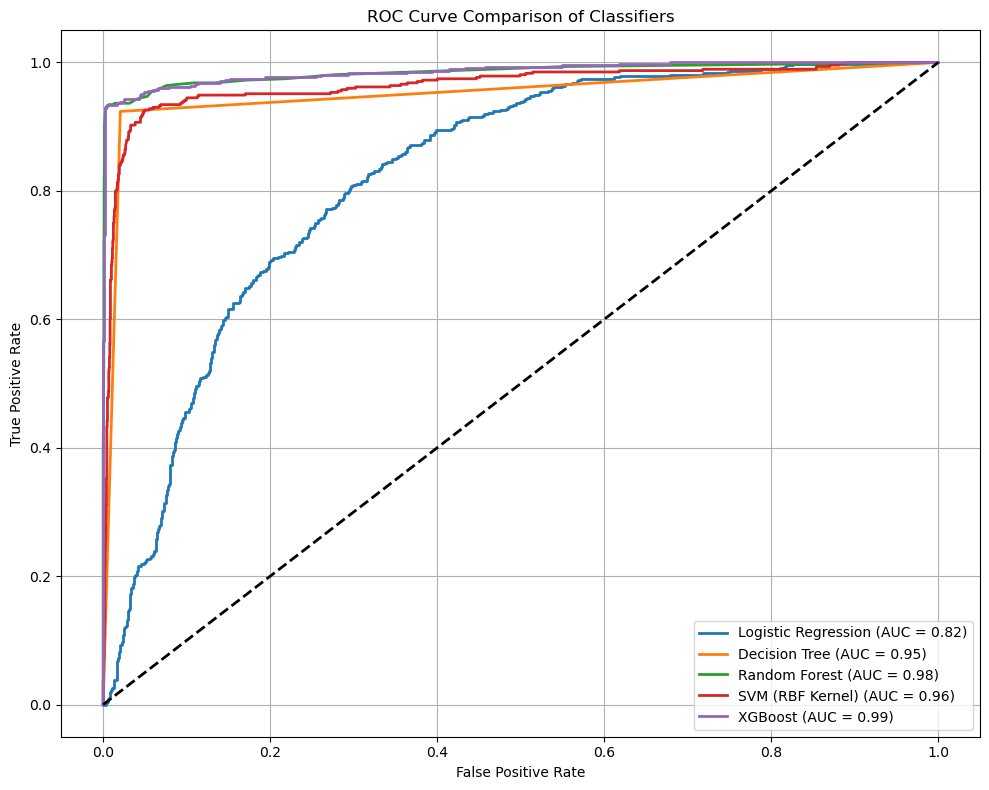 ROC Curve Comparison of Classifiers
True Positive Rate
1.0
0.8
0.6
0.4
0.2
0.0
0.0 0.2 0.4 0.6 0.8 1.0
False Positive Rate
Logistic Regression (AUC = 0.82)
Decision Tree (AUC = 0.95)
Random Forest (AUC = 0.98)
SVM (RBF Kernel) (AUC = 0.96)
XGBoost (AUC = 0.99)